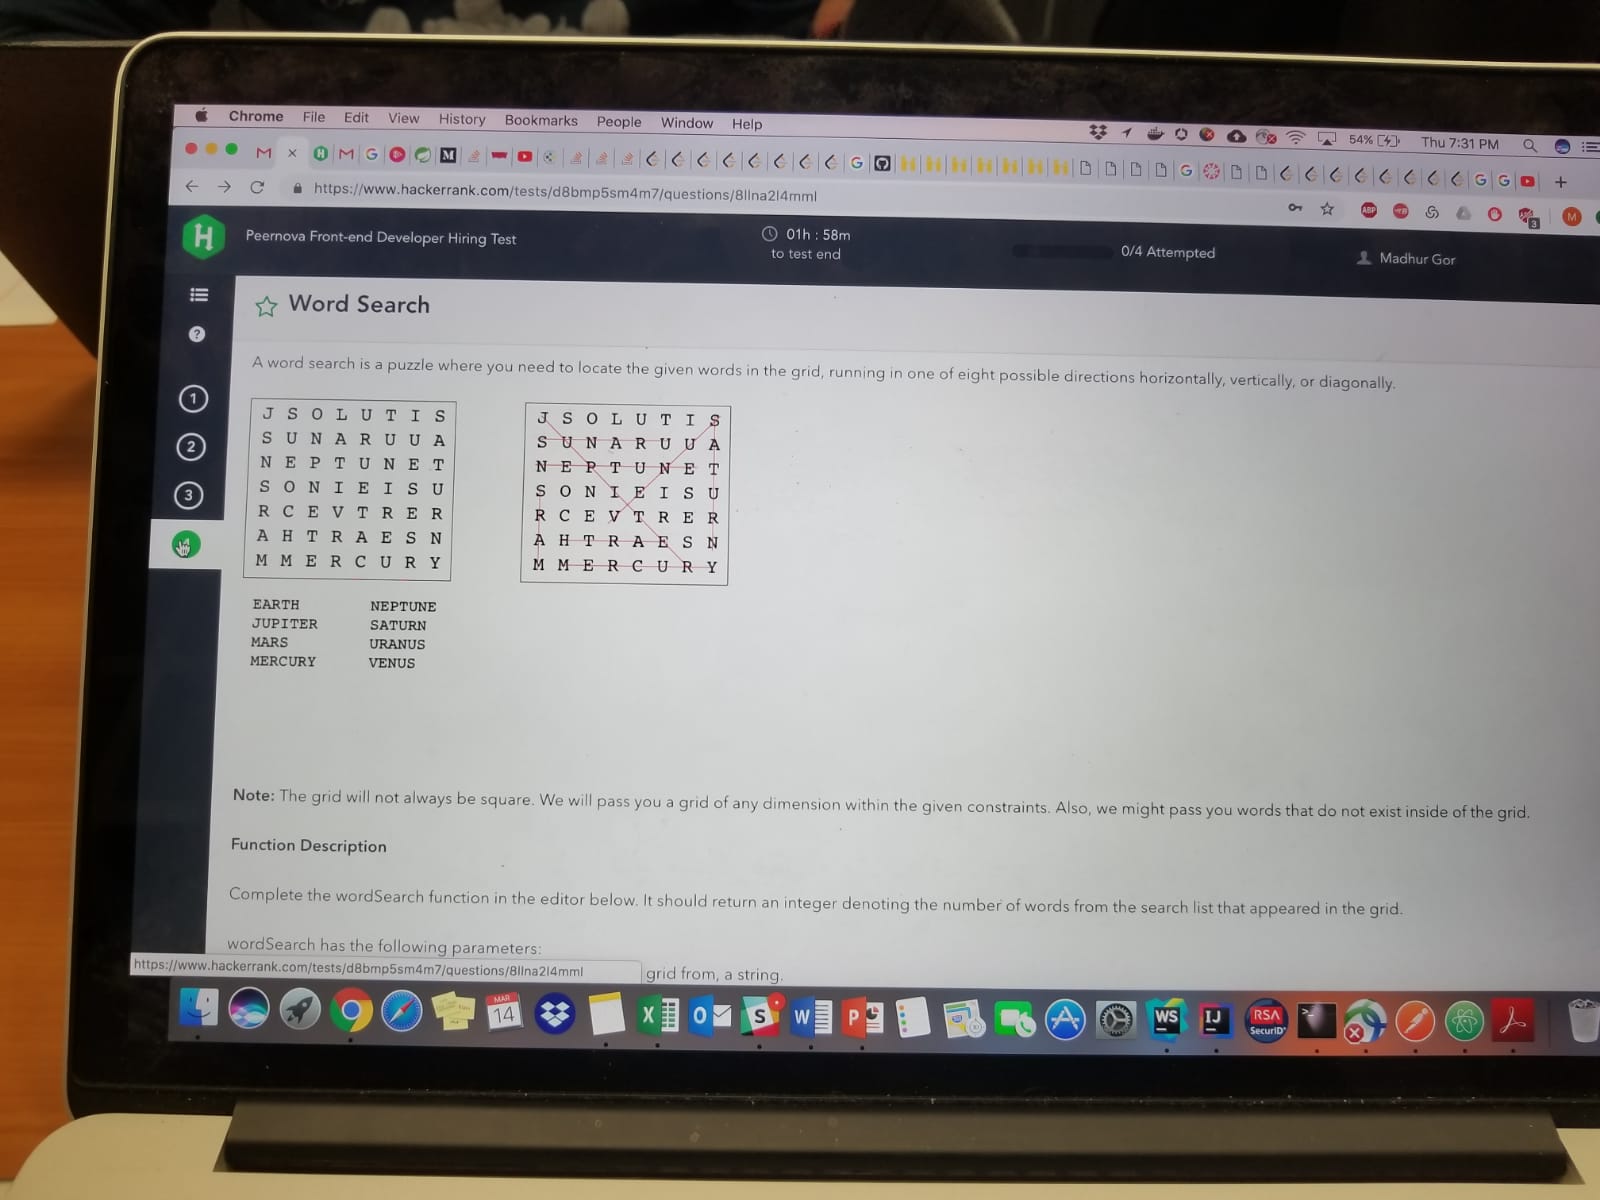 Chrome File Edit View History Bookmarks People Window Help
54% Thu 7:31 PM
https://www.hackerrank.com/tests/d8bmp5sm4m7/questions/8llna2l4mml
ABP
3
M
H
Peernova Front-end Developer Hiring Test
01h : 58m
to test end
0/4 Attempted
Madhur Gor
?
1
2
3
Word Search
A word search is a puzzle where you need to locate the given words in the grid, running in one of eight possible directions horizontally, vertically, or diagonally.
J S O L U T I S
S U N A R U U A
N E P T U N E T
S O N I E I S U
R C E V T R E R
A H T R A E S N
M M E R C U R Y
J S O L U T I S
S U N A R U U A
N E P T U N E T
S O N I E I S U
R C E V T R E R
A H T R A E S N
M M E R C U R Y
EARTH NEPTUNE
JUPITER SATURN
MARS URANUS
MERCURY VENUS
Note: The grid will not always be square. We will pass you a grid of any dimension within the given constraints. Also, we might pass you words that do not exist inside of the grid.
Function Description
Complete the wordSearch function in the editor below. It should return an integer denoting the number of words from the search list that appeared in the grid.
wordSearch has the following parameters:
https://www.hackerrank.com/tests/d8bmp5sm4m7/questions/8llna2l4mml
grid from, a string.
MAR
14
X
O
S
W
P
WS
IJ
RSA
SecurID